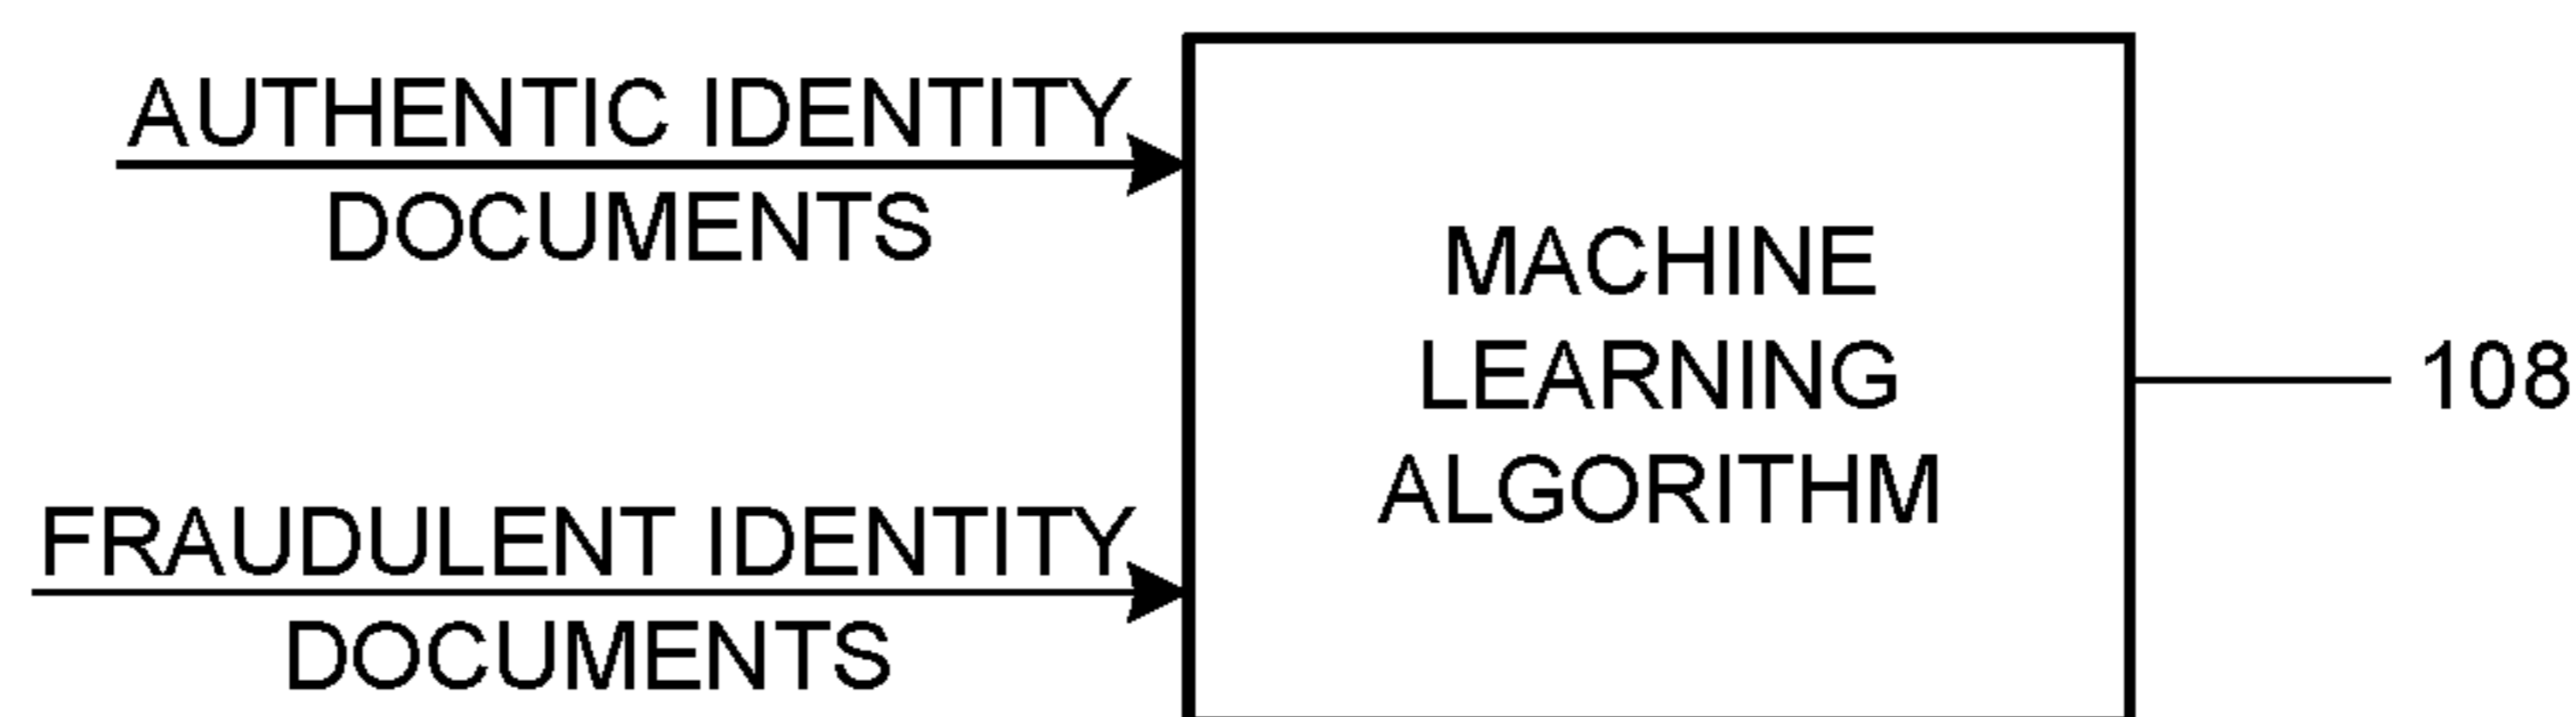 AUTHENTIC IDENTITY
DOCUMENTS
FRAUDULENT IDENTITY
DOCUMENTS
MACHINE
LEARNING
ALGORITHM
108